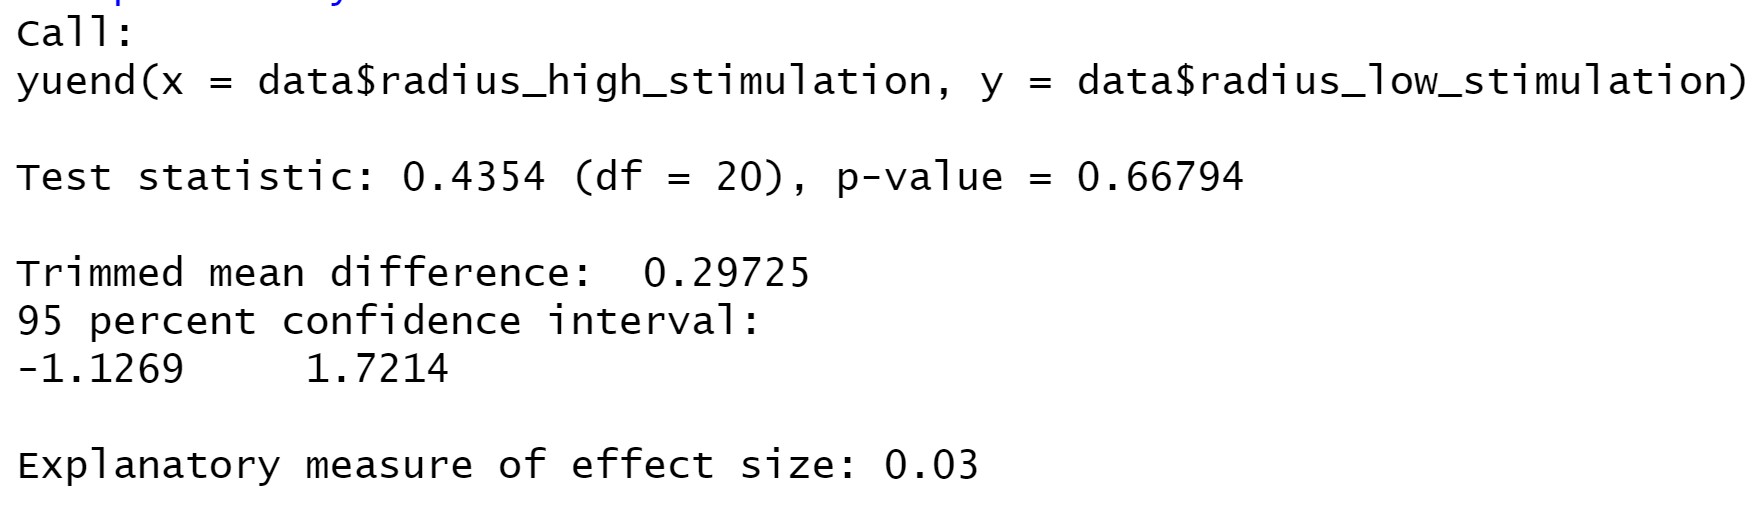 Call:
yuend(x = data$radius_high_stimulation, y = data$radius_low_stimulation)
Test statistic: 0.4354 (df = 20), p-value = 0.66794
Trimmed mean difference:  0.29725
95 percent confidence interval:
-1.1269     1.7214
Explanatory measure of effect size: 0.03